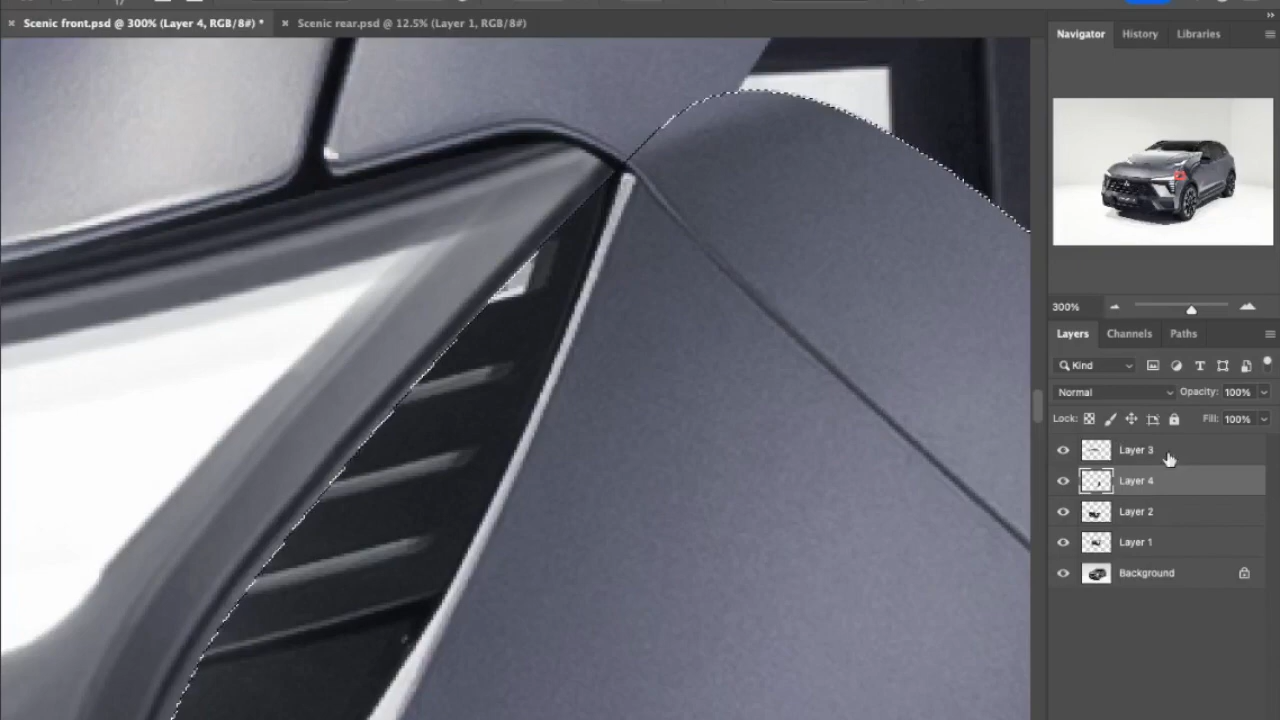 × Scenic front.psd @ 300% (Layer 4, RGB/8#) * × Scenic rear.psd @ 12.5% (Layer 1, RGB/8#)
Navigator History Libraries
300%
Layers Channels Paths
Kind
Normal Opacity: 100%
Lock: Fill: 100%
Layer 3
Layer 4
Layer 2
Layer 1
Background